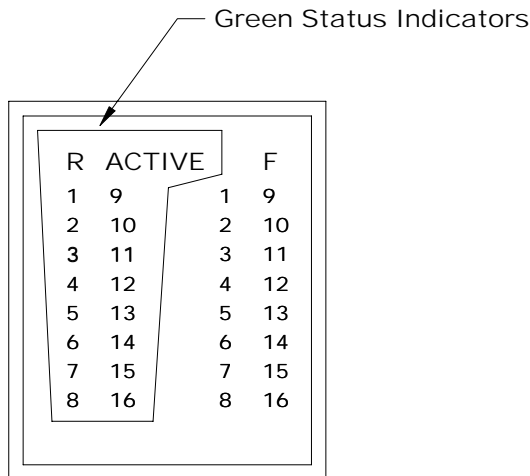 Green Status Indicators
R ACTIVE F
1 9 1 9
2 10 2 10
3 11 3 11
4 12 4 12
5 13 5 13
6 14 6 14
7 15 7 15
8 16 8 16